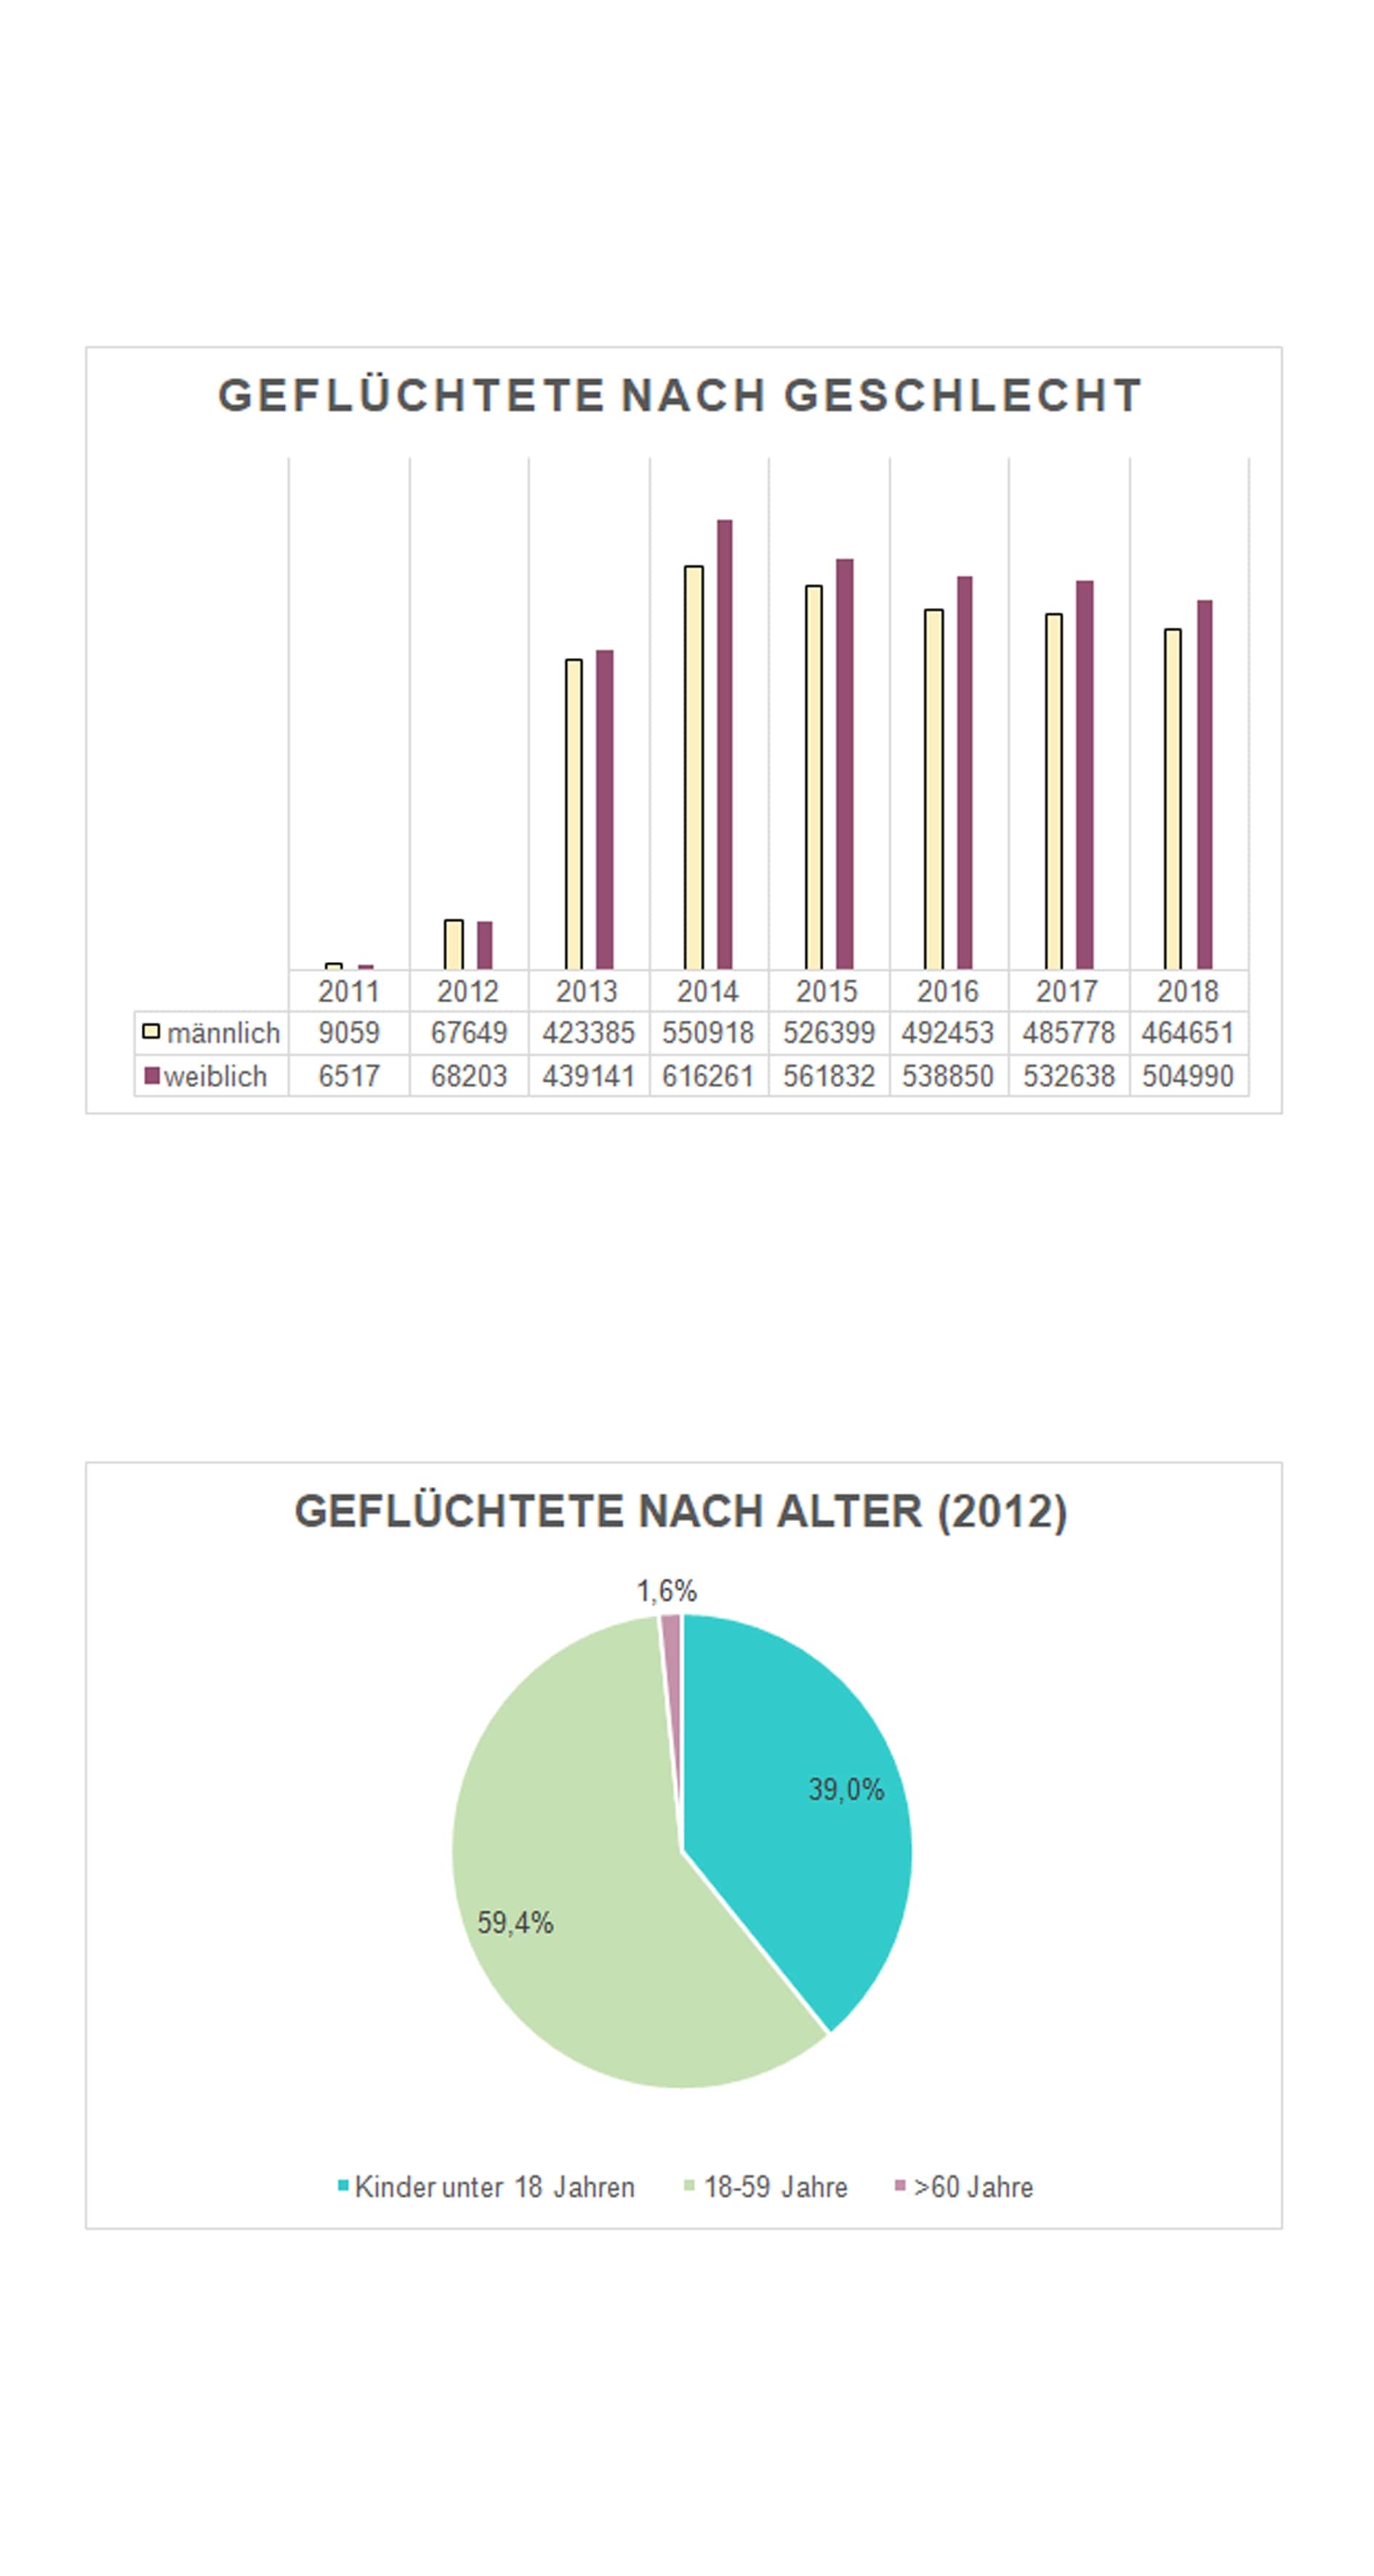 GEFLÜCHTETE NACH GESCHLECHT
2011 2012 2013 2014 2015 2016 2017 2018
männlich 9059 67649 423385 550918 526399 492453 485778 464651
weiblich 6517 68203 439141 616261 561832 538850 532638 504990
GEFLÜCHTETE NACH ALTER (2012)
1,6%
39,0%
59,4%
Kinder unter 18 Jahren 18-59 Jahre >60 Jahre